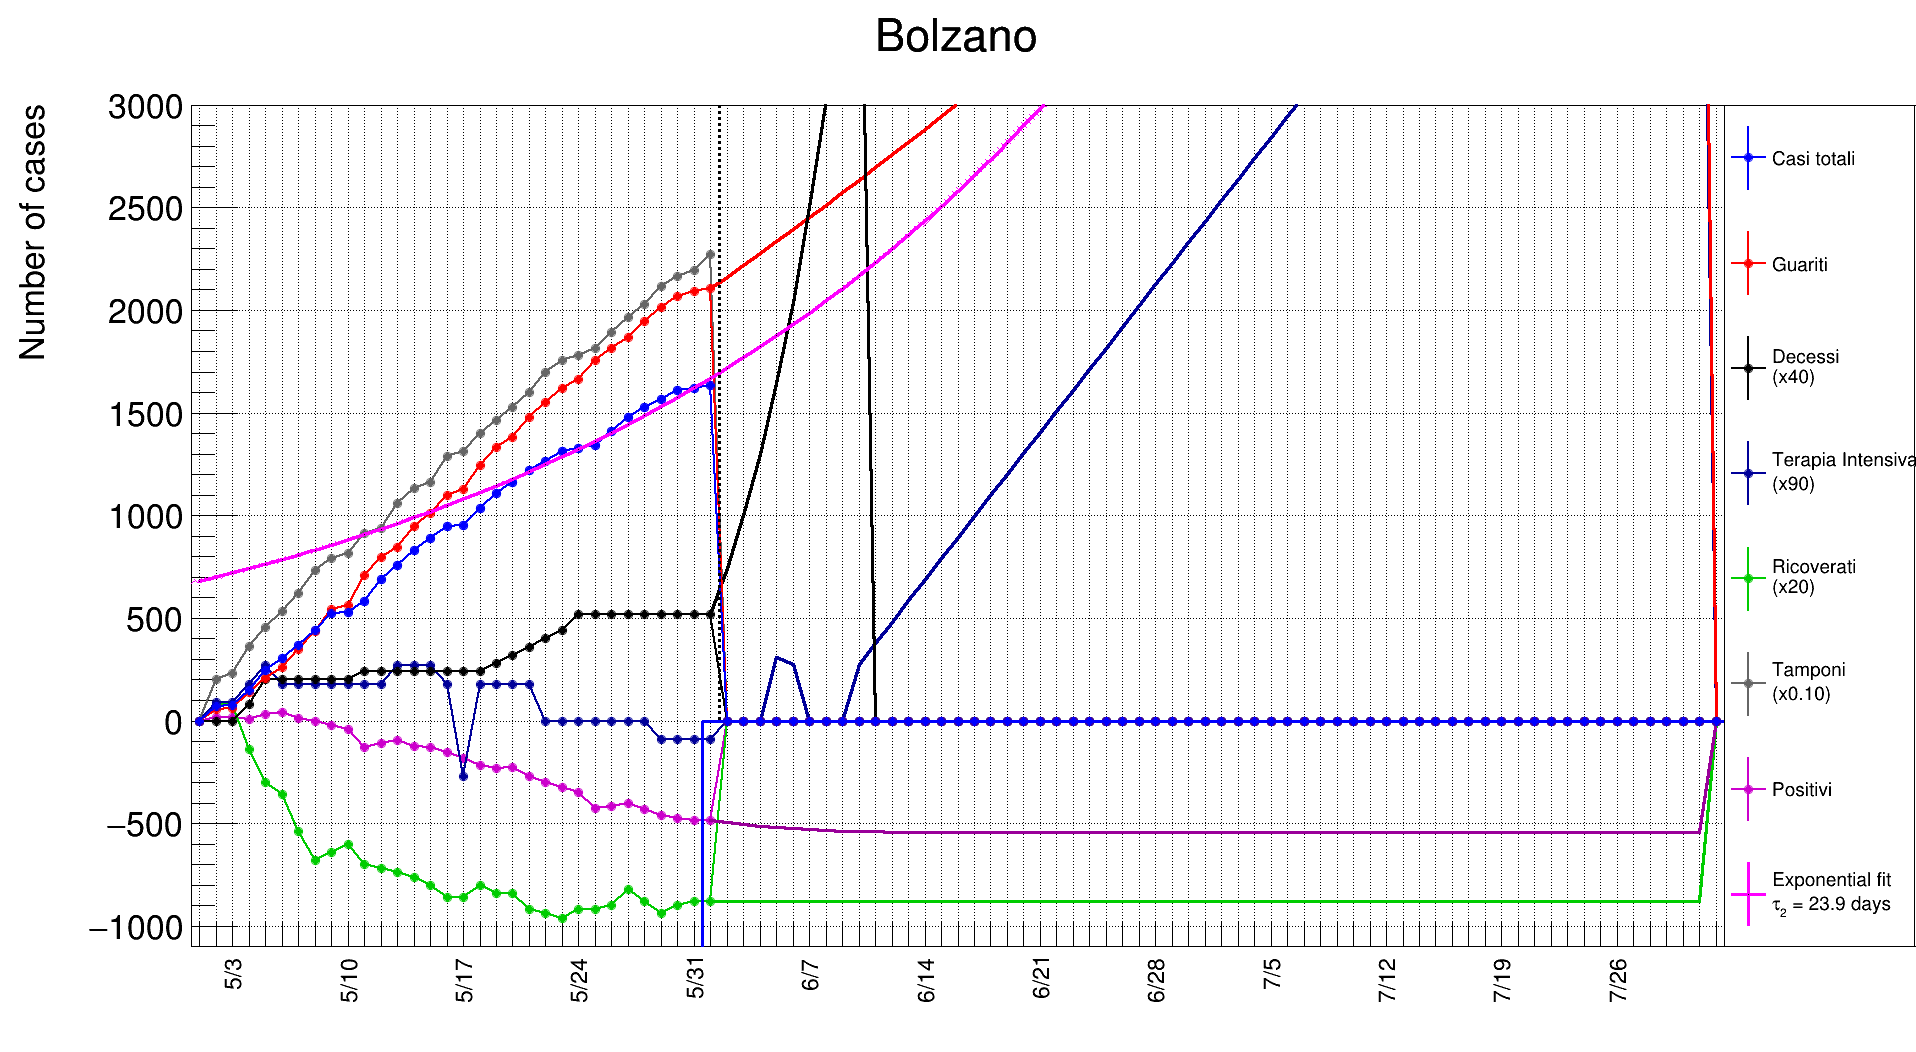 Bolzano
Number of cases
3000
2500
2000
1500
1000
500
0
−500
−1000
5/3
5/10
5/17
5/24
5/31
6/7
6/14
6/21
6/28
7/5
7/12
7/19
7/26
Casi totali
Guariti
Decessi
(x40)
Terapia Intensiva
(x90)
Ricoverati
(x20)
Tamponi
(x0.10)
Positivi
Exponential fit
τ2 = 23.9 days